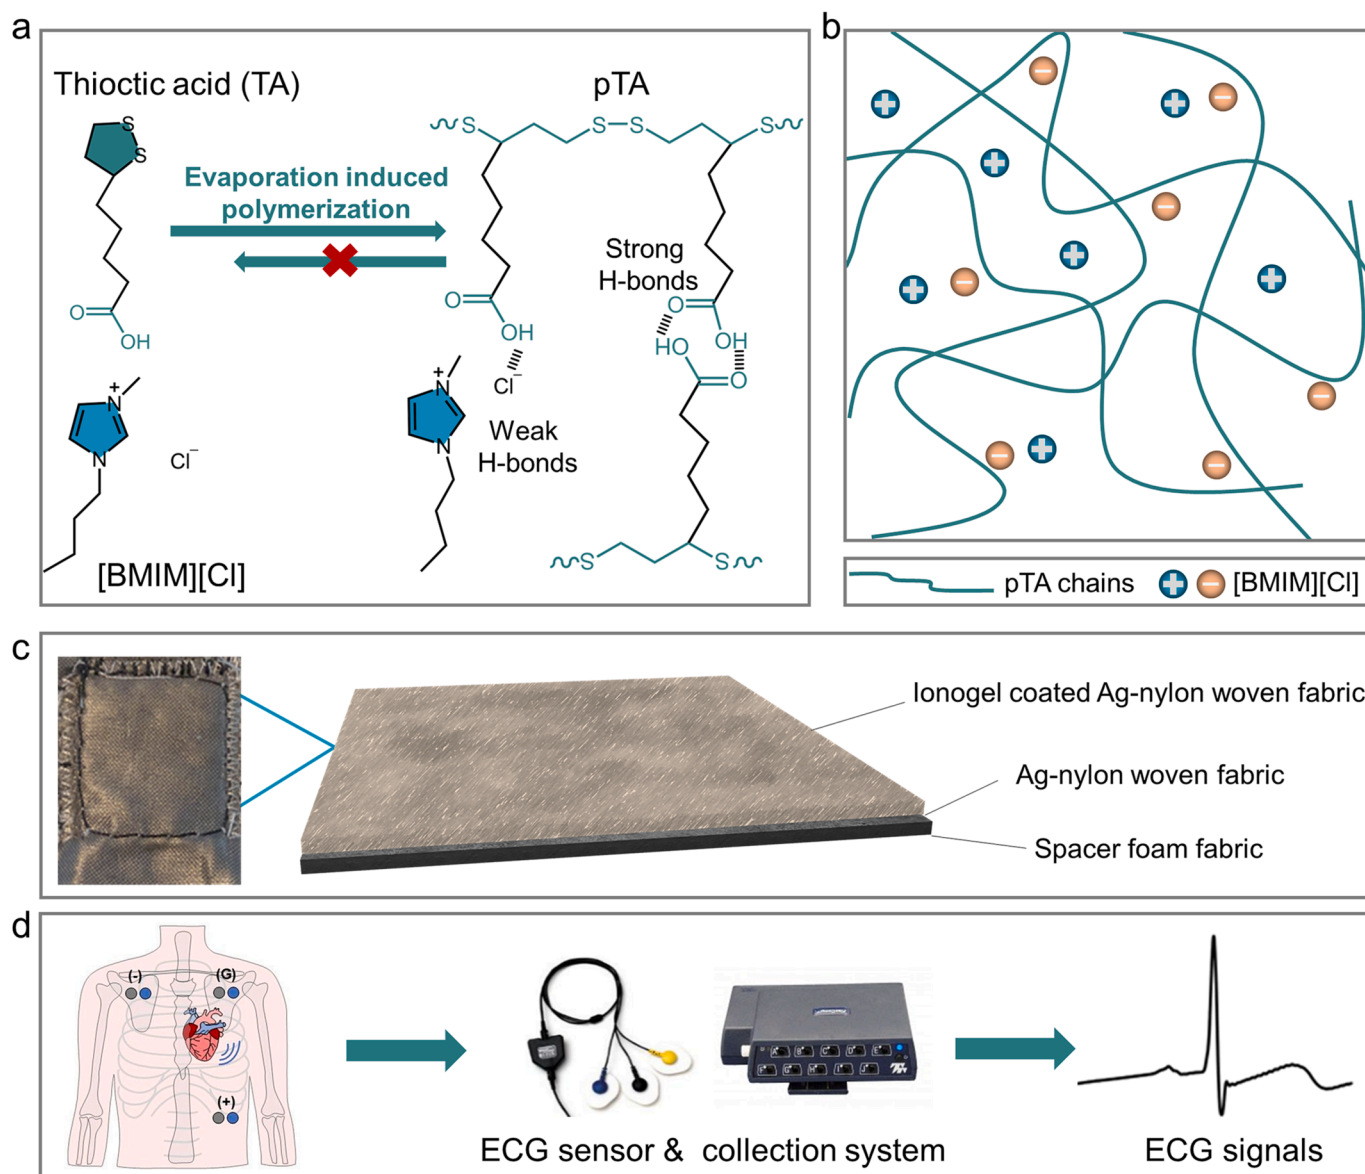 a
Thioctic acid (TA)
pTA
S
S
S
S
S
S
Evaporation induced
polymerization
Strong
H-bonds
O
OH
O
OH
O
OH
HO
O
Cl⁻
+
N
N
Cl⁻
+
N
N
Weak
H-bonds
S
S
[BMIM][Cl]
b
pTA chains
+
−
[BMIM][Cl]
c
Ionogel coated Ag-nylon woven fabric
Ag-nylon woven fabric
Spacer foam fabric
d
(-)
(G)
(+)
A B C D E
F G H I J
ECG sensor & collection system
ECG signals